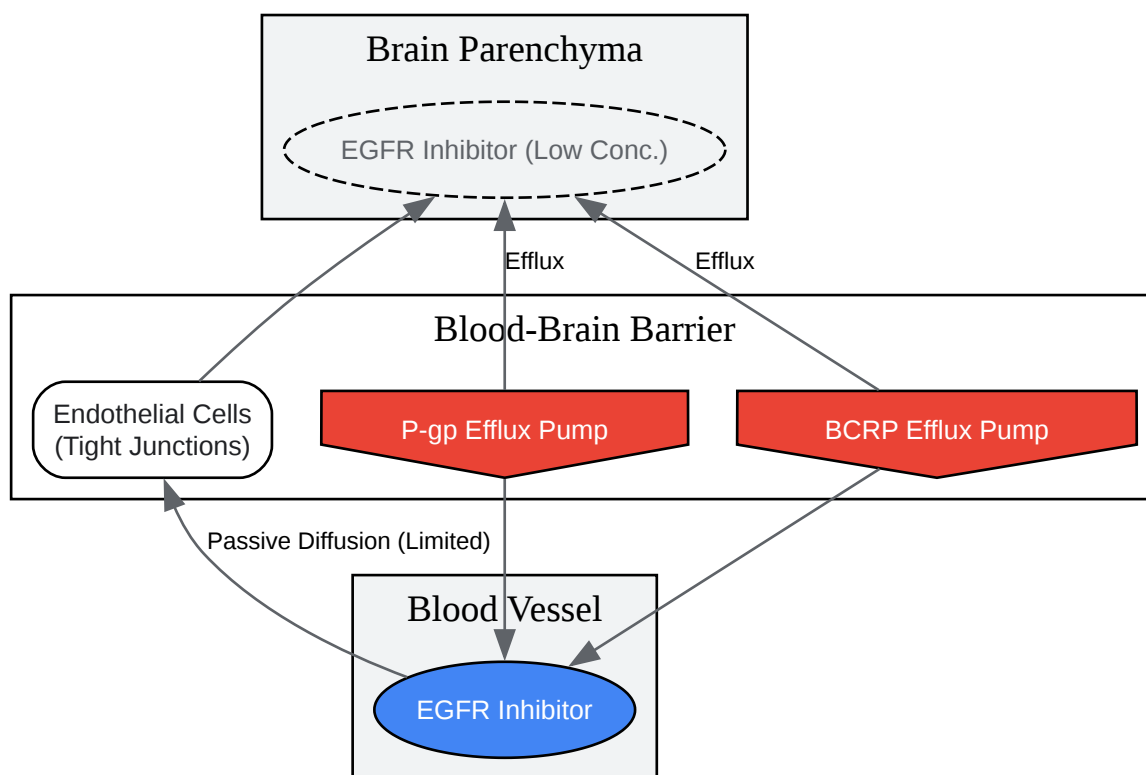 Brain Parenchyma
EGFR Inhibitor (Low Conc.)
Efflux
Efflux
Blood-Brain Barrier
Endothelial Cells
(Tight Junctions)
P-gp Efflux Pump
BCRP Efflux Pump
Passive Diffusion (Limited)
Blood Vessel
EGFR Inhibitor